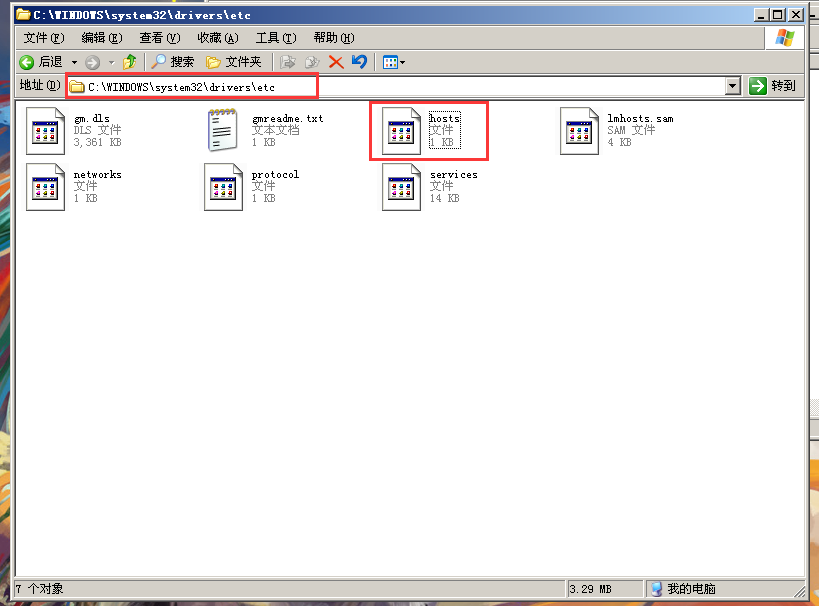 C:\WINDOWS\system32\drivers\etc
文件(F) 编辑(E) 查看(V) 收藏(A) 工具(T) 帮助(H)
后退 搜索 文件夹
地址(D) C:\WINDOWS\system32\drivers\etc 转到
gm.dls
DLS 文件
3,361 KB
gmreadme.txt
文本文档
1 KB
hosts
文件
1 KB
lmhosts.sam
SAM 文件
4 KB
networks
文件
1 KB
protocol
文件
1 KB
services
文件
14 KB
7 个对象 3.29 MB 我的电脑